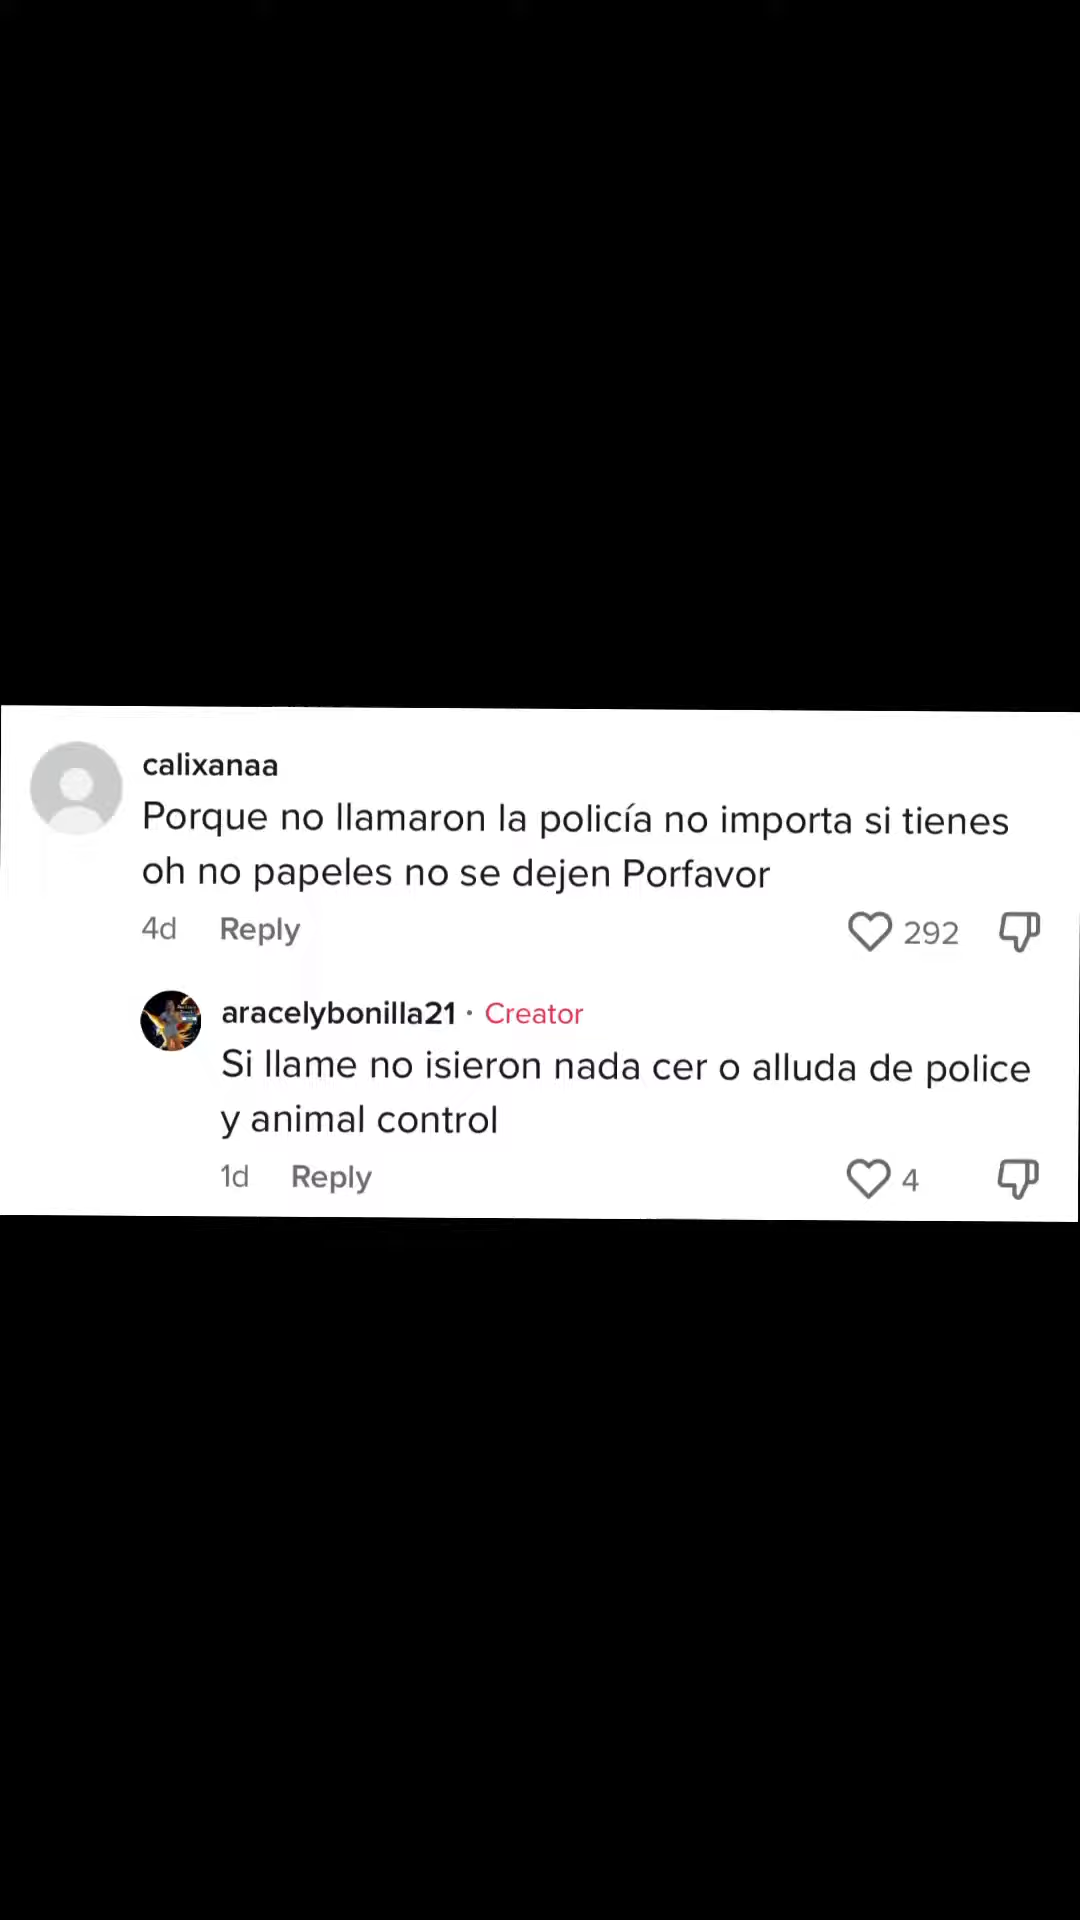 calixanaa
Porque no llamaron la policía no importa si tienes
oh no papeles no se dejen Porfavor
4d Reply 292
aracelybonilla21 · Creator
Si llame no isieron nada cer o alluda de police
y animal control
1d Reply 4